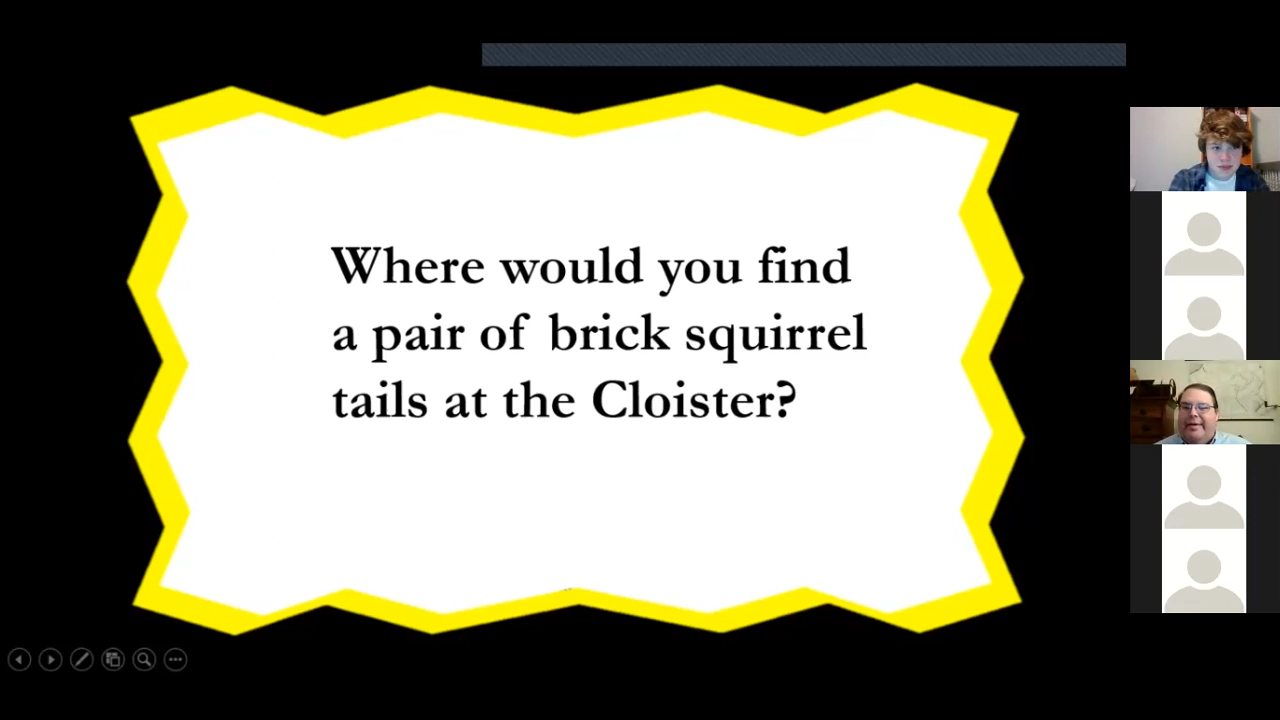 Where would you find
a pair of brick squirrel
tails at the Cloister?